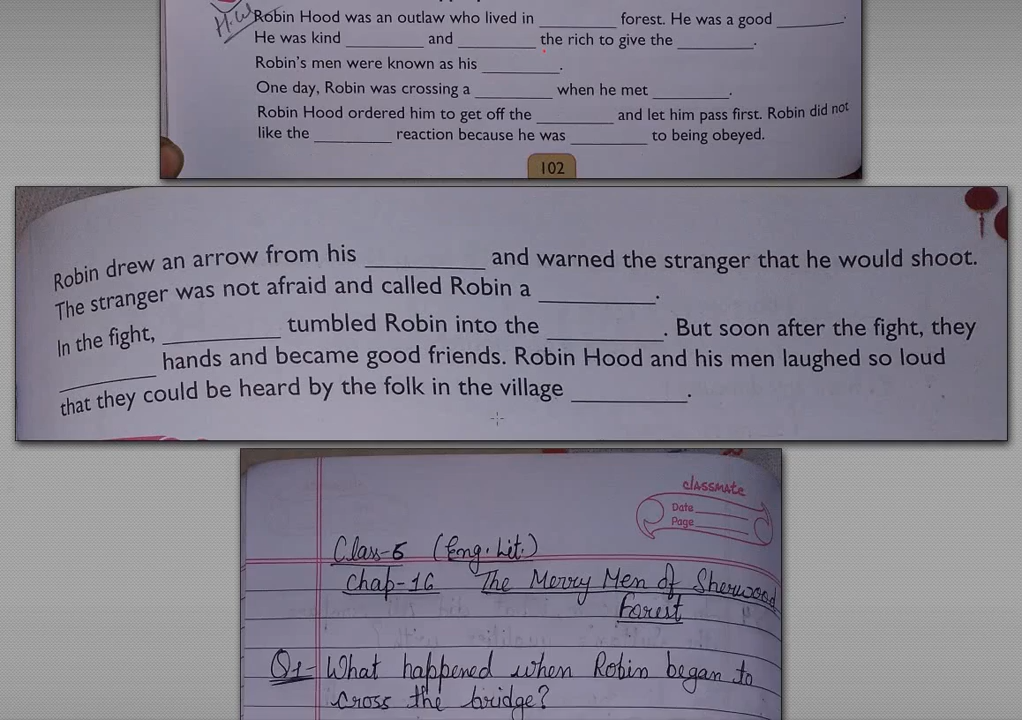 H.W
Robin Hood was an outlaw who lived in __________ forest. He was a good _________.
He was kind __________ and __________ the rich to give the __________.
Robin's men were known as his __________.
One day, Robin was crossing a __________ when he met __________.
Robin Hood ordered him to get off the __________ and let him pass first. Robin did not
like the __________ reaction because he was __________ to being obeyed.
102
Robin drew an arrow from his __________ and warned the stranger that he would shoot.
The stranger was not afraid and called Robin a __________.
In the fight, __________ tumbled Robin into the __________. But soon after the fight, they
__________ hands and became good friends. Robin Hood and his men laughed so loud
that they could be heard by the folk in the village __________.
classmate
Date
Page
Class-5 (Eng. Lit.)
Chap-16 The Merry Men of Sherwood
Forest
Q1- What happened when Robin began to
cross the bridge?